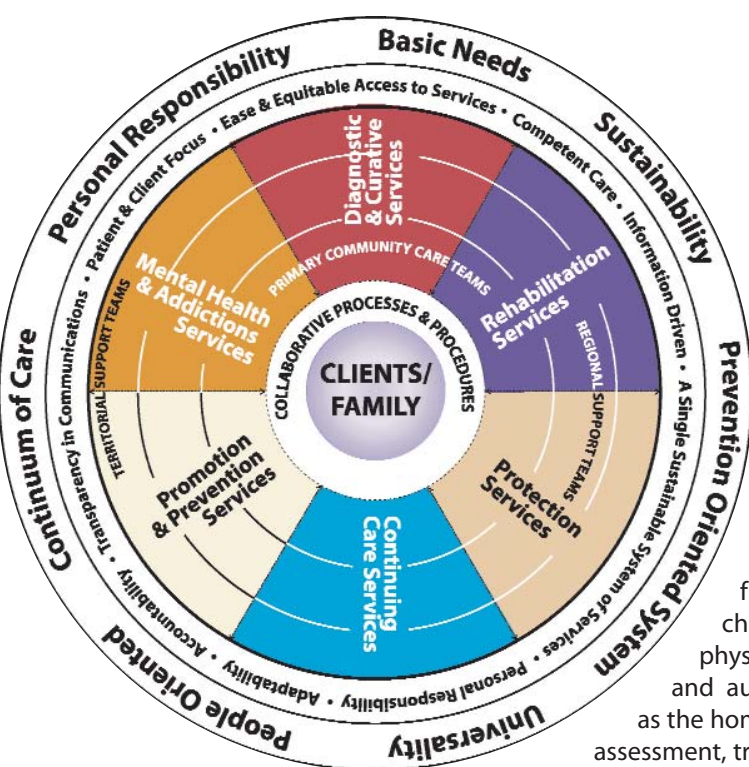 Personal Responsibility
Basic Needs
Sustainability
Prevention Oriented System
Universality
People Oriented
Continuum of Care
• Patient & Client Focus • Ease & Equitable Access to Services • Competent Care • Information Driven • A Single Sustainable System of Services • Personal Responsibility • Adaptability • Accountability • Transparency in Communications
Diagnostic
& Curative
Services
Rehabilitation
Services
Protection
Services
Continuing
Care Services
Promotion
& Prevention
Services
Mental Health
& Addictions
Services
PRIMARY COMMUNITY CARE TEAMS
REGIONAL SUPPORT TEAMS
TERRITORIAL SUPPORT TEAMS
COLLABORATIVE PROCESSES & PROCEDURES
CLIENTS/
FAMILY
f
ch
phys
and au
as the hom
assessment, tr